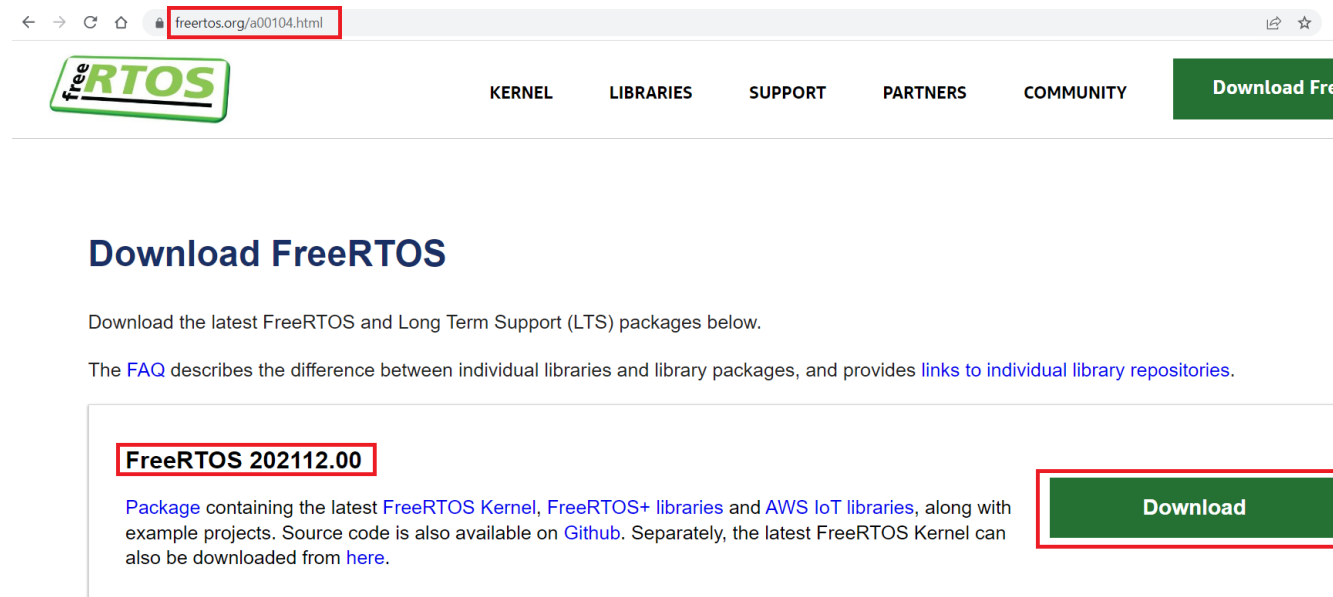 freertos.org/a00104.html
free RTOS
KERNEL LIBRARIES SUPPORT PARTNERS COMMUNITY Download Fre
Download FreeRTOS
Download the latest FreeRTOS and Long Term Support (LTS) packages below.
The FAQ describes the difference between individual libraries and library packages, and provides links to individual library repositories.
FreeRTOS 202112.00
Package containing the latest FreeRTOS Kernel, FreeRTOS+ libraries and AWS IoT libraries, along with
example projects. Source code is also available on Github. Separately, the latest FreeRTOS Kernel can
also be downloaded from here.
Download